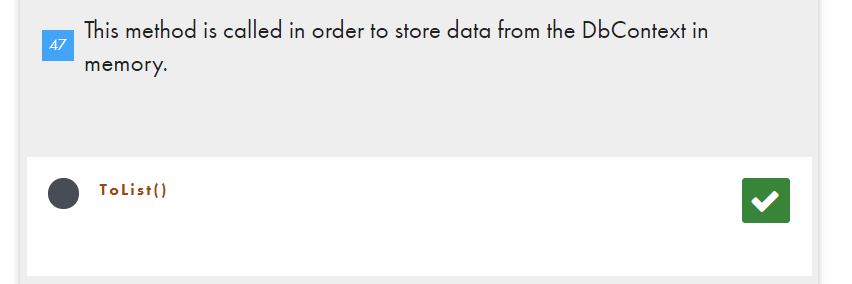 47
This method is called in order to store data from the DbContext in
memory.
ToList()